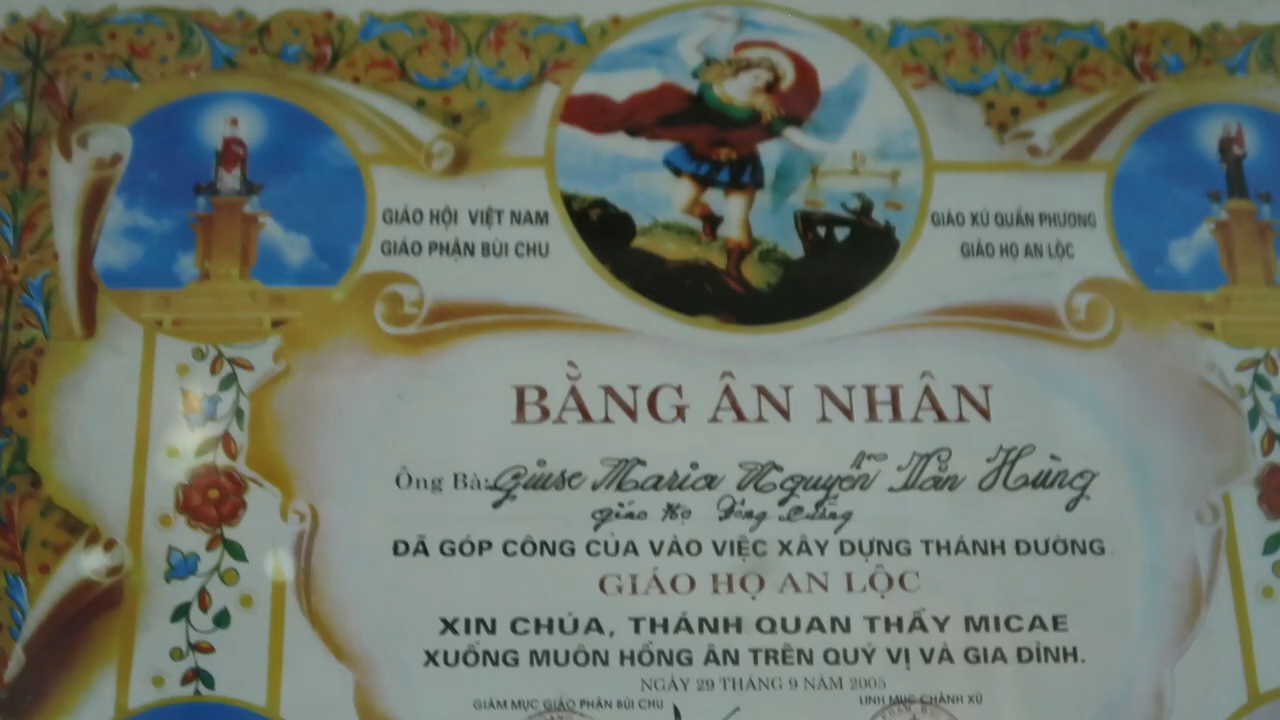 GIÁO HỘI VIỆT NAM
GIÁO PHẬN BÙI CHU
GIÁO XỨ QUẦN PHƯƠNG
GIÁO HỌ AN LỘC
BẰNG ÂN NHÂN
Ông Bà: Giuse Maria Nguyễn Văn Hùng
Giáo Họ Đông
ĐÃ GÓP CÔNG CỦA VÀO VIỆC XÂY DỰNG THÁNH ĐƯỜNG
GIÁO HỌ AN LỘC
XIN CHÚA, THÁNH QUAN THẦY MICAE
XUỐNG MUÔN HỒNG ÂN TRÊN QUÝ VỊ VÀ GIA ĐÌNH.
NGÀY 29 THÁNG 9 NĂM 2005
GIÁM MỤC GIÁO PHẬN BÙI CHU
LINH MỤC CHÁNH XỨ